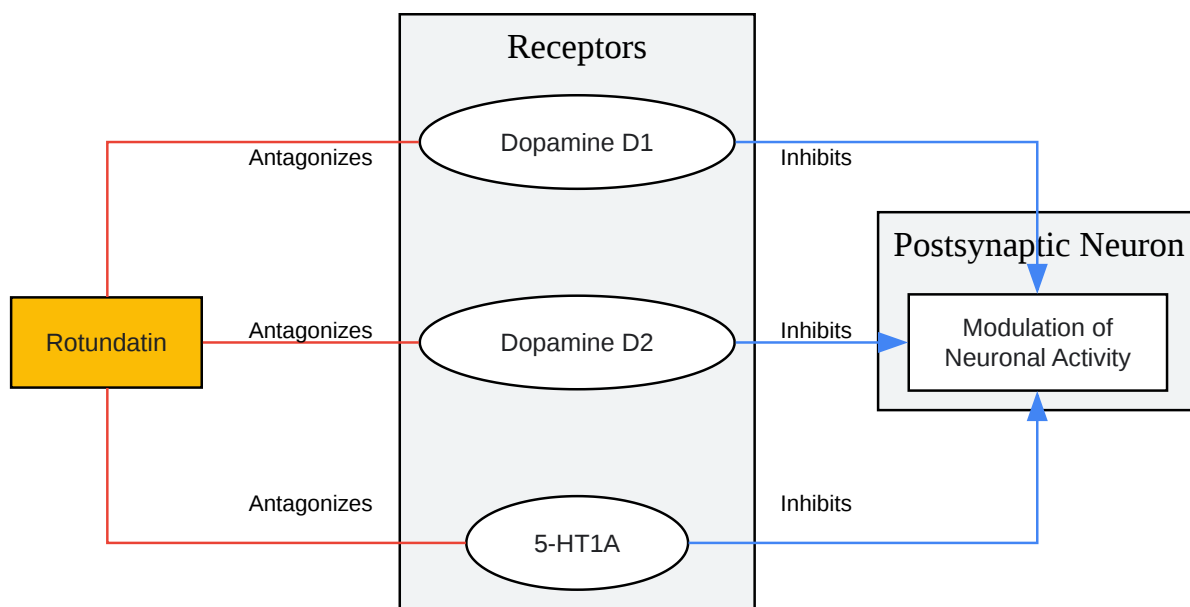 Receptors
Dopamine D1
Antagonizes
Inhibits
Postsynaptic Neuron
Rotundatin
Antagonizes
Dopamine D2
Inhibits
Modulation of
Neuronal Activity
Antagonizes
Inhibits
5-HT1A